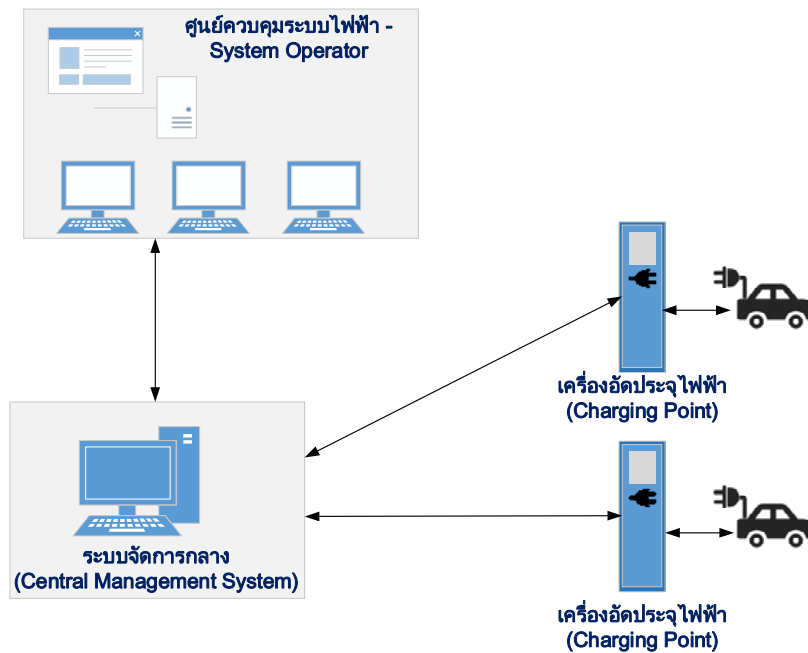 ศูนย์ควบคุมระบบไฟฟ้า -
System Operator
เครื่องอัดประจุไฟฟ้า
(Charging Point)
ระบบจัดการกลาง
(Central Management System)
เครื่องอัดประจุไฟฟ้า
(Charging Point)